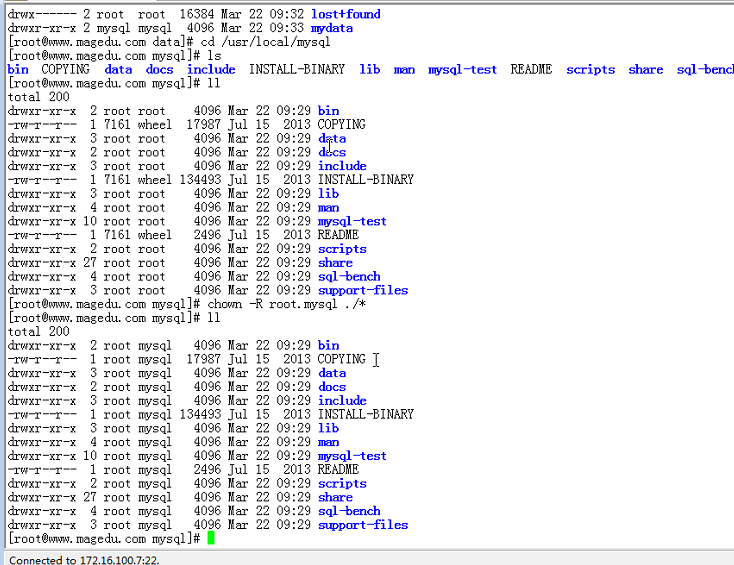 drwx------ 2 root  root  16384 Mar 22 09:32 lost+found
drwxr-xr-x 2 mysql mysql  4096 Mar 22 09:33 mydata
[root@www.magedu.com data]# cd /usr/local/mysql
[root@www.magedu.com mysql]# ls
bin  COPYING  data  docs  include  INSTALL-BINARY  lib  man  mysql-test  README  scripts  share  sql-bench
[root@www.magedu.com mysql]# ll
total 200
drwxr-xr-x  2 root root    4096 Mar 22 09:29 bin
-rw-r--r--  1 7161 wheel  17987 Jul 15  2013 COPYING
drwxr-xr-x  3 root root    4096 Mar 22 09:29 data
drwxr-xr-x  2 root root    4096 Mar 22 09:29 docs
drwxr-xr-x  3 root root    4096 Mar 22 09:29 include
-rw-r--r--  1 7161 wheel 134493 Jul 15  2013 INSTALL-BINARY
drwxr-xr-x  3 root root    4096 Mar 22 09:29 lib
drwxr-xr-x  4 root root    4096 Mar 22 09:29 man
drwxr-xr-x 10 root root    4096 Mar 22 09:29 mysql-test
-rw-r--r--  1 7161 wheel   2496 Jul 15  2013 README
drwxr-xr-x  2 root root    4096 Mar 22 09:29 scripts
drwxr-xr-x 27 root root    4096 Mar 22 09:29 share
drwxr-xr-x  4 root root    4096 Mar 22 09:29 sql-bench
drwxr-xr-x  3 root root    4096 Mar 22 09:29 support-files
[root@www.magedu.com mysql]# chown -R root.mysql ./*
[root@www.magedu.com mysql]# ll
total 200
drwxr-xr-x  2 root mysql   4096 Mar 22 09:29 bin
-rw-r--r--  1 root mysql  17987 Jul 15  2013 COPYING
drwxr-xr-x  3 root mysql   4096 Mar 22 09:29 data
drwxr-xr-x  2 root mysql   4096 Mar 22 09:29 docs
drwxr-xr-x  3 root mysql   4096 Mar 22 09:29 include
-rw-r--r--  1 root mysql 134493 Jul 15  2013 INSTALL-BINARY
drwxr-xr-x  3 root mysql   4096 Mar 22 09:29 lib
drwxr-xr-x  4 root mysql   4096 Mar 22 09:29 man
drwxr-xr-x 10 root mysql   4096 Mar 22 09:29 mysql-test
-rw-r--r--  1 root mysql   2496 Jul 15  2013 README
drwxr-xr-x  2 root mysql   4096 Mar 22 09:29 scripts
drwxr-xr-x 27 root mysql   4096 Mar 22 09:29 share
drwxr-xr-x  4 root mysql   4096 Mar 22 09:29 sql-bench
drwxr-xr-x  3 root mysql   4096 Mar 22 09:29 support-files
[root@www.magedu.com mysql]#
Connected to 172.16.100.7:22.